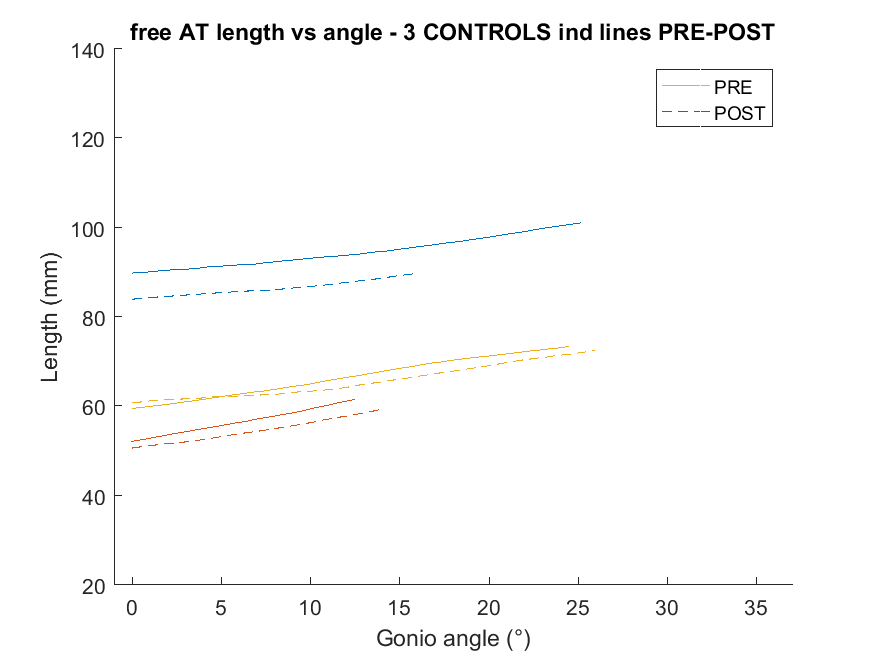 free AT length vs angle - 3 CONTROLS ind lines PRE-POST
140
120
100
80
60
40
20
Length (mm)
PRE
POST
0 5 10 15 20 25 30 35
Gonio angle (°)